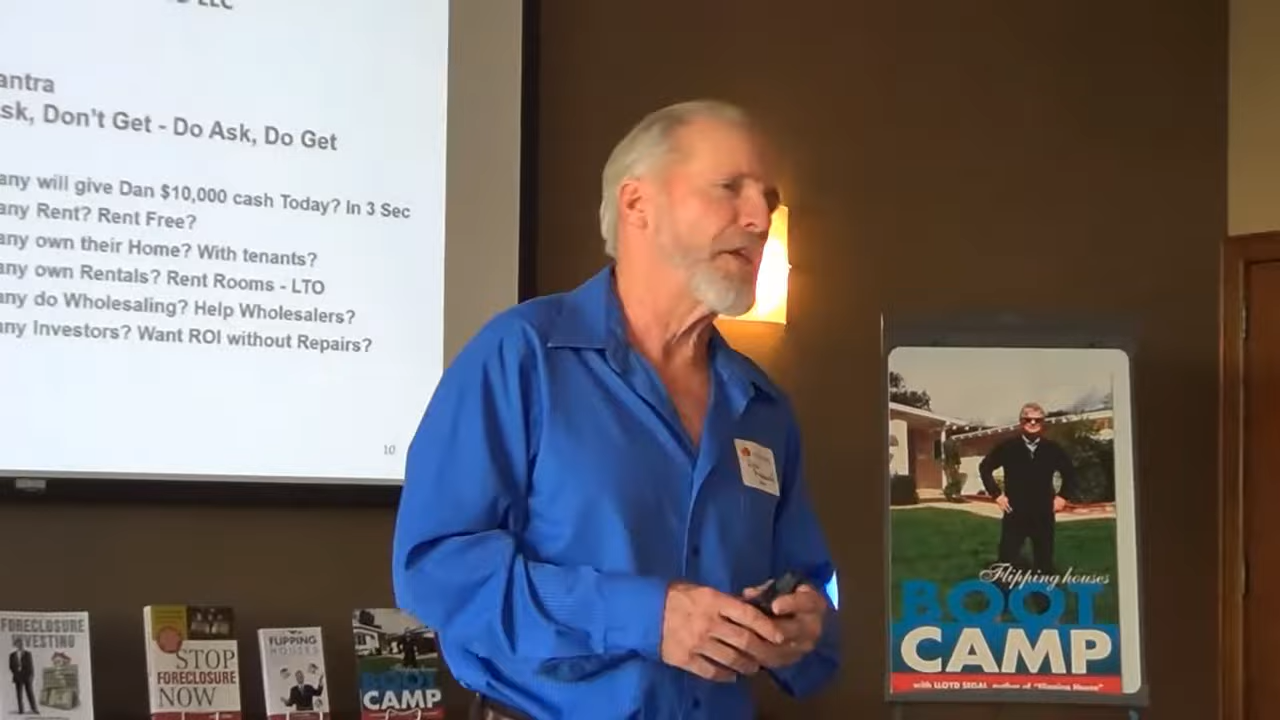 LLC
antra
sk, Don't Get - Do Ask, Do Get
any will give Dan $10,000 cash Today? In 3 Sec
any Rent? Rent Free?
any own their Home? With tenants?
any own Rentals? Rent Rooms - LTO
any do Wholesaling? Help Wholesalers?
any Investors? Want ROI without Repairs?
10
Flipping houses
BOOT
CAMP
with LLOYD SEGAL author of "Flipping Houses"
FORECLOSURE
INVESTING
STOP
FORECLOSURE
NOW
FLIPPING
HOUSES
Flipping houses
BOOT
CAMP